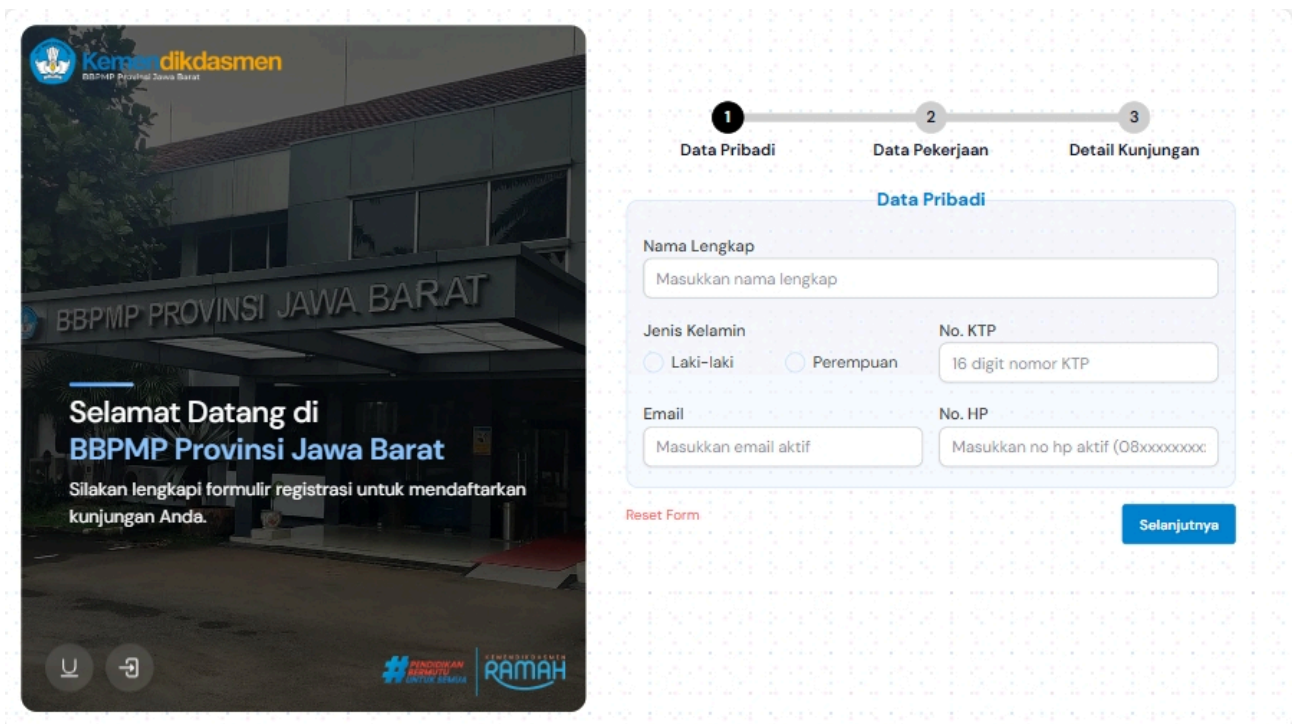 Kemendikdasmen
BBPMP Provinsi Jawa Barat
BBPMP PROVINSI JAWA BARAT
Selamat Datang di
BBPMP Provinsi Jawa Barat
Silakan lengkapi formulir registrasi untuk mendaftarkan
kunjungan Anda.
#PENDIDIKAN
BERMUTU
UNTUK SEMUA
KEMENDIKDASMEN
RAMAH
1 2 3
Data Pribadi Data Pekerjaan Detail Kunjungan
Data Pribadi
Nama Lengkap
Masukkan nama lengkap
Jenis Kelamin No. KTP
Laki-laki Perempuan 16 digit nomor KTP
Email No. HP
Masukkan email aktif Masukkan no hp aktif (08xxxxxxxx:
Reset Form Selanjutnya